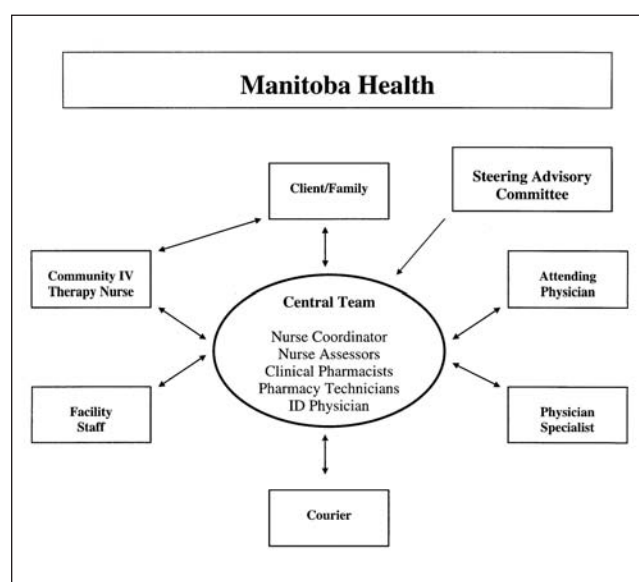 Manitoba Health
Steering Advisory
Committee
Client/Family
Community IV
Therapy Nurse
Attending
Physician
Central Team
Nurse Coordinator
Nurse Assessors
Clinical Pharmacists
Pharmacy Technicians
ID Physician
Facility
Staff
Physician
Specialist
Courier